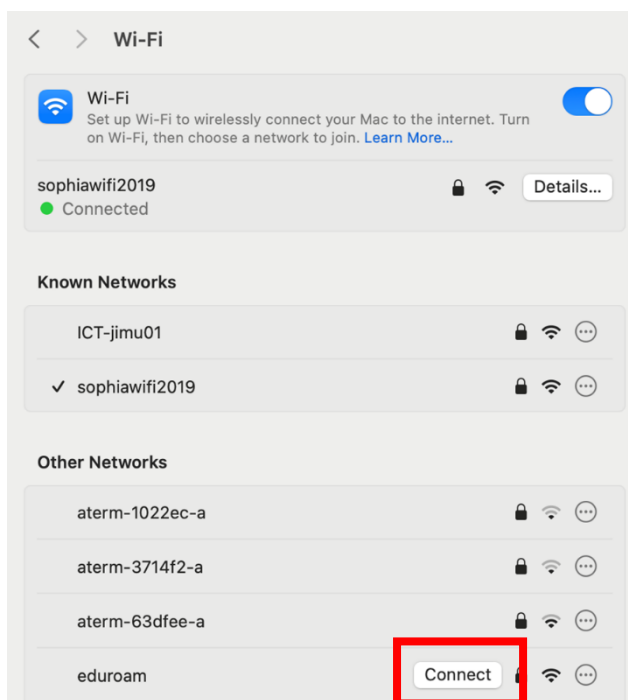 Wi-Fi
Wi-Fi
Set up Wi-Fi to wirelessly connect your Mac to the internet. Turn
on Wi-Fi, then choose a network to join. Learn More...
sophiawifi2019
Details...
Connected
Known Networks
ICT-jimu01
sophiawifi2019
Other Networks
aterm-1022ec-a
aterm-3714f2-a
aterm-63dfee-a
eduroam
Connect